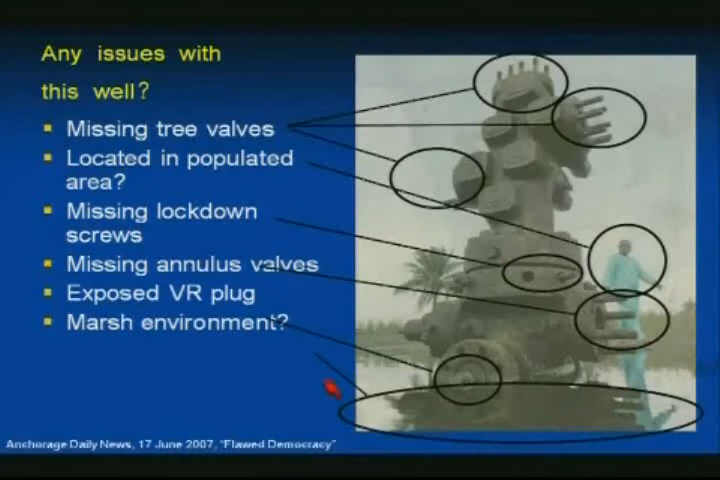 Any issues with
this well?
Missing tree valves
Located in populated
area?
Missing lockdown
screws
Missing annulus valves
Exposed VR plug
Marsh environment?
Anchorage Daily News, 17 June 2007, "Flawed Democracy"